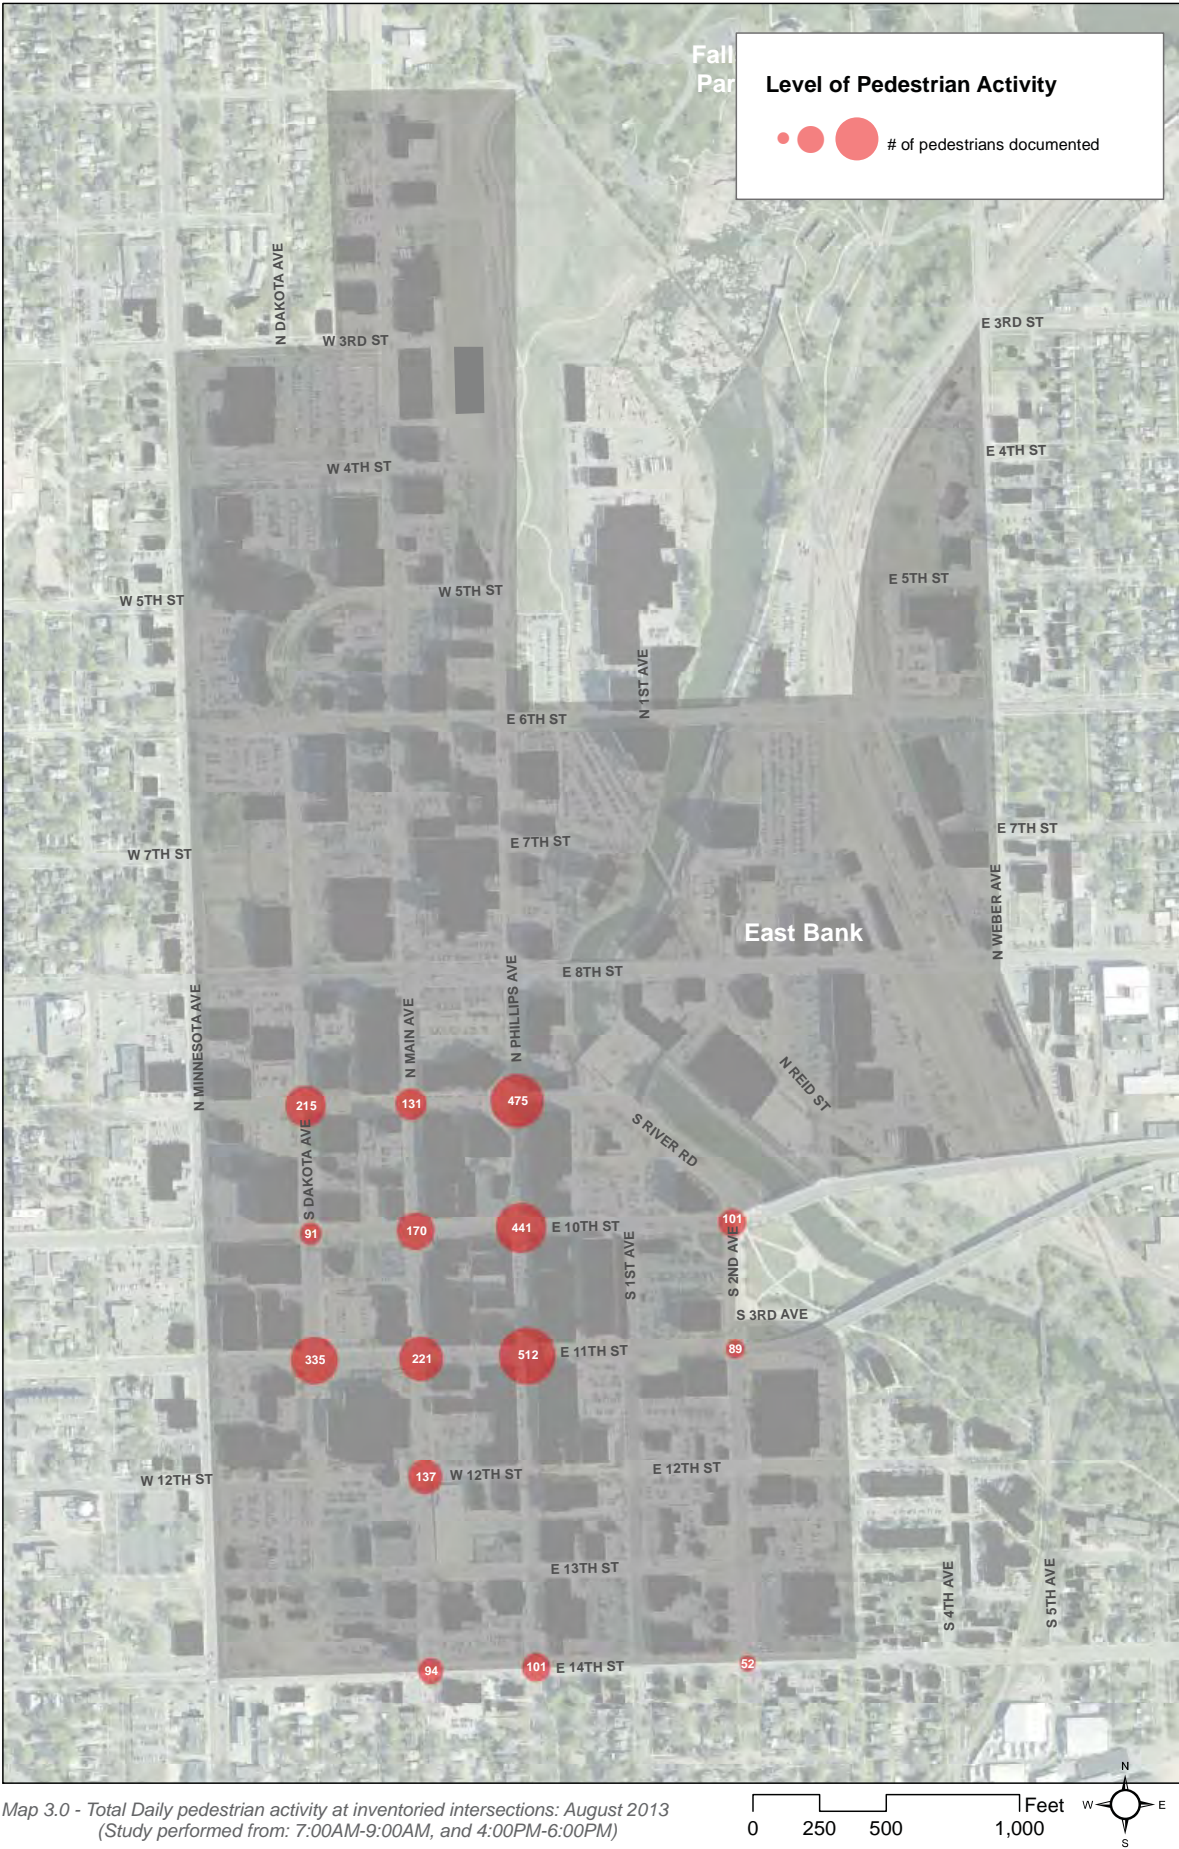 Fall
Par
Level of Pedestrian Activity
# of pedestrians documented
N DAKOTA AVE
W 3RD ST
E 3RD ST
E 4TH ST
W 4TH ST
E 5TH ST
W 5TH ST
W 5TH ST
N 1ST AVE
E 6TH ST
E 7TH ST
E 7TH ST
W 7TH ST
N WEBER AVE
East Bank
E 8TH ST
N PHILLIPS AVE
N MAIN AVE
N MINNESOTA AVE
N REID ST
215
131
475
S RIVER RD
S DAKOTA AVE
91
170
441
E 10TH ST
101
S 1ST AVE
S 2ND AVE
S 3RD AVE
335
221
512
E 11TH ST
89
W 12TH ST
137
W 12TH ST
E 12TH ST
E 13TH ST
S 4TH AVE
S 5TH AVE
94
101
E 14TH ST
52
Map 3.0 - Total Daily pedestrian activity at inventoried intersections: August 2013
(Study performed from: 7:00AM-9:00AM, and 4:00PM-6:00PM)
Feet
0 250 500 1,000
N
W E
S